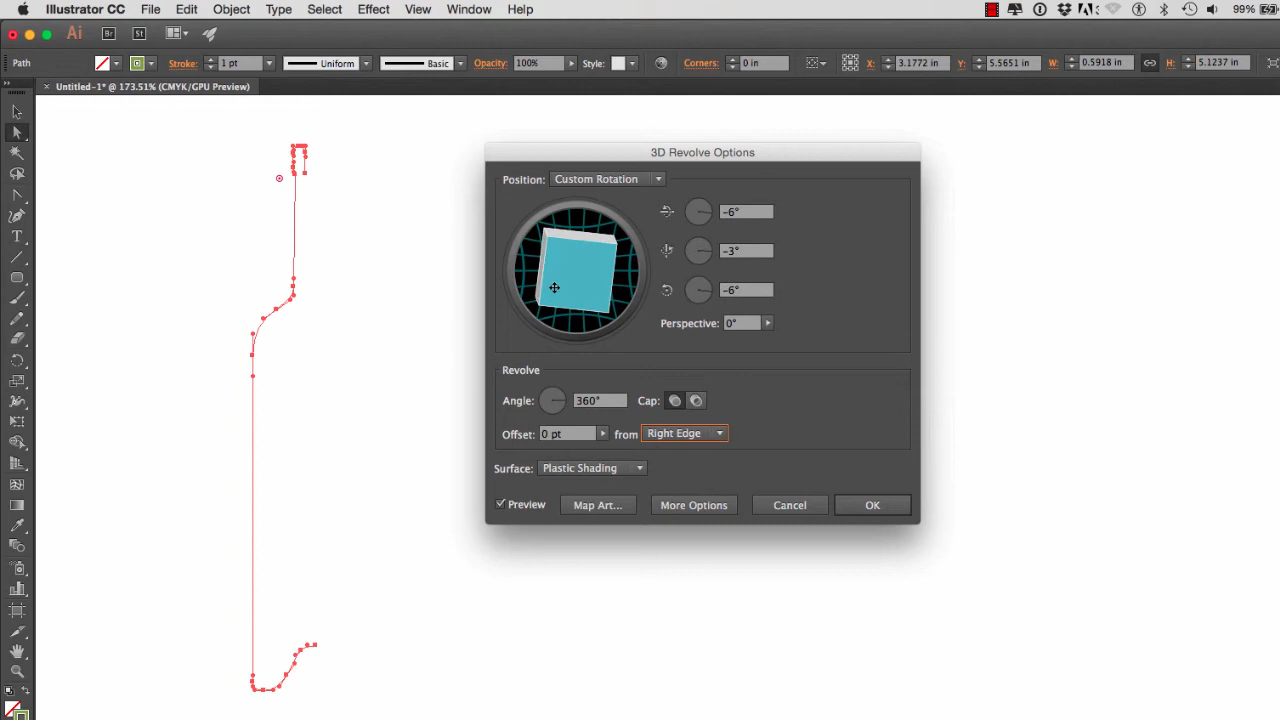 Illustrator CC File Edit Object Type Select Effect View Window Help 99%
Ai Br St
Path Stroke: 1 pt Uniform Basic Opacity: 100% Style: Corners: 0 in X: 3.1772 in Y: 5.5651 in W: 0.5918 in H: 5.1237 in
× Untitled-1* @ 173.51% (CMYK/GPU Preview)
3D Revolve Options
Position: Custom Rotation
-6°
-3°
-6°
Perspective: 0°
Revolve
Angle: 360° Cap:
Offset: 0 pt from Right Edge
Surface: Plastic Shading
Preview Map Art... More Options Cancel OK